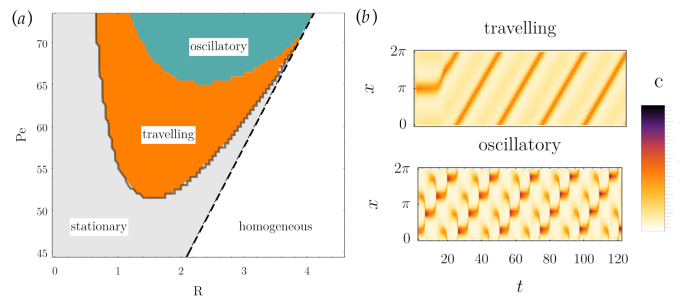 (a)
70
65
60
55
50
45
Pe
0
1
2
3
4
R
oscillatory
travelling
stationary
homogeneous
(b)
travelling
2π
π
0
x
oscillatory
2π
π
0
x
20
40
60
80
100
120
t
c